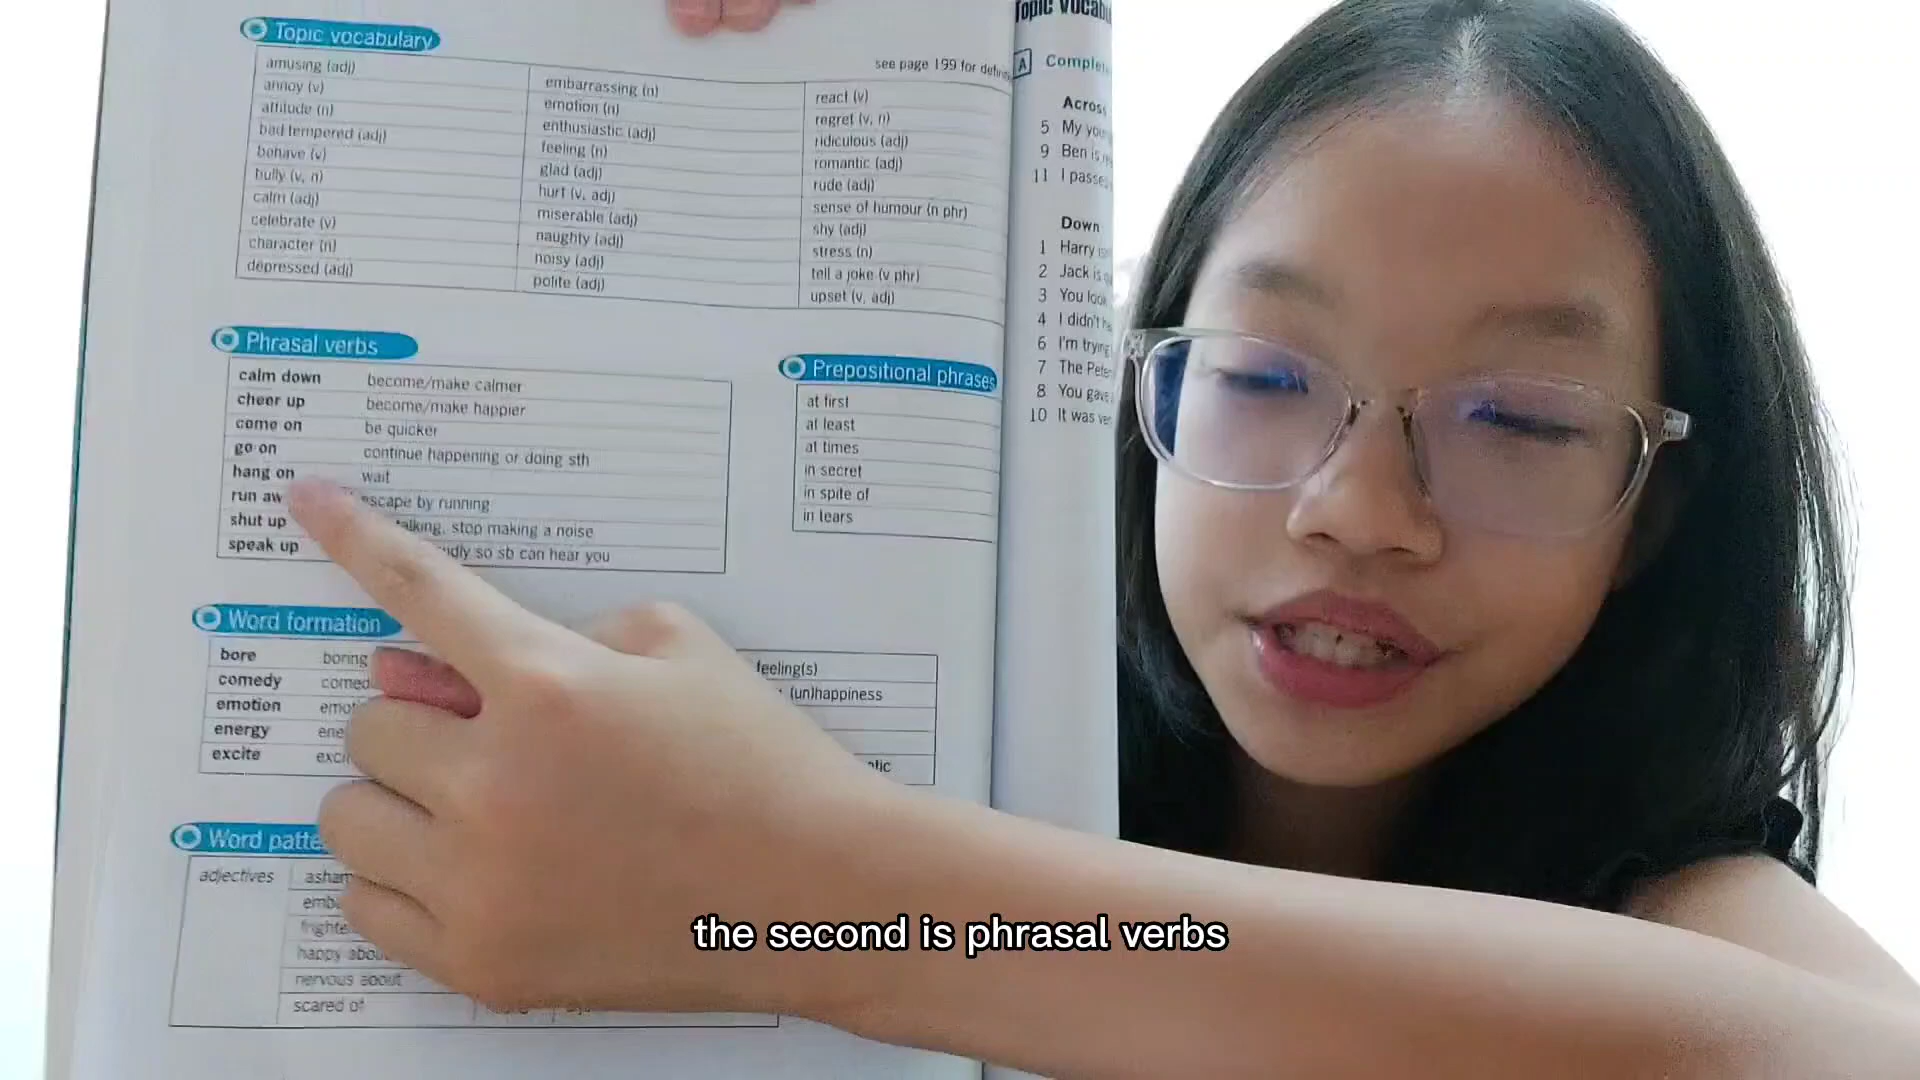 Topic vocabulary
see page 199 for
amusing (adj)
annoy (v)
attitude (n)
bad tempered (adj)
behave (v)
bully (v, n)
calm (adj)
celebrate (v)
character (n)
depressed (adj)
embarrassing (n)
emotion (n)
enthusiastic (adj)
feeling (n)
glad (adj)
hurt (v, adj)
miserable (adj)
naughty (adj)
noisy (adj)
polite (adj)
react (v)
regret (v, n)
ridiculous (adj)
romantic (adj)
rude (adj)
sense of humour (n phr)
shy (adj)
stress (n)
tell a joke (v phr)
upset (v, adj)
Phrasal verbs
calm down become/make calmer
cheer up become/make happier
come on be quicker
go on continue happening or doing sth
hang on wait
run escape by running
shut up talking, stop making a noise
speak up so sb can hear you
Prepositional phrases
at first
at least
at times
in secret
in spite of
in tears
Word formation
bore boring
comedy
emotion
energy
excite
feeling(s)
(un)happiness
Word
adjectives
happy
nervous about
scared of
Topic
A
Across
5 My
9 Ben is
11 I
Down
1 Harry
2 Jack is
3 You look
4 I didn't
6 I'm trying
7 The
8 You gave
10 It was
the second is phrasal verbs